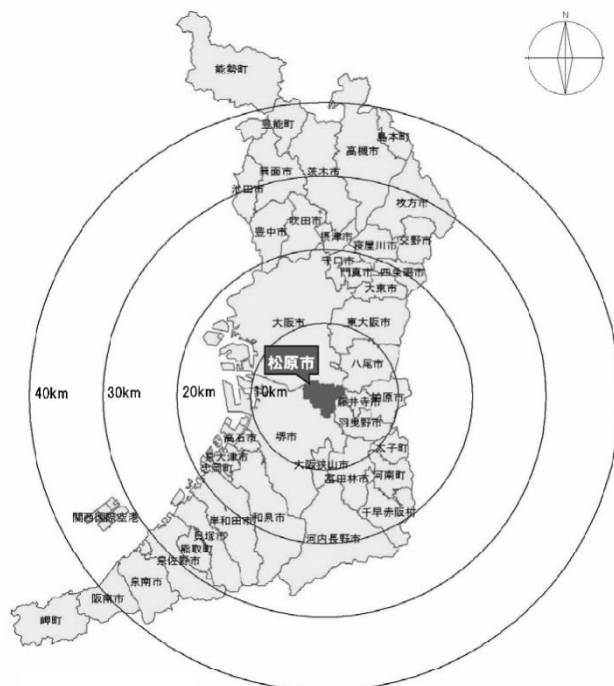 N
能勢町
豊能町
島本町
高槻市
箕面市
茨木市
池田市
枚方市
吹田市
豊中市
摂津市
寝屋川市
交野市
守口市
門真市
四条畷市
大東市
大阪市
東大阪市
松原市
八尾市
40km
30km
20km
10km
藤井寺市
柏原市
羽曳野市
高石市
堺市
太子町
泉大津市
忠岡町
大阪狭山市
富田林市
河南町
千早赤阪村
関西国際空港
岸和田市
和泉市
河内長野市
貝塚市
熊取町
泉佐野市
泉南市
阪南市
岬町